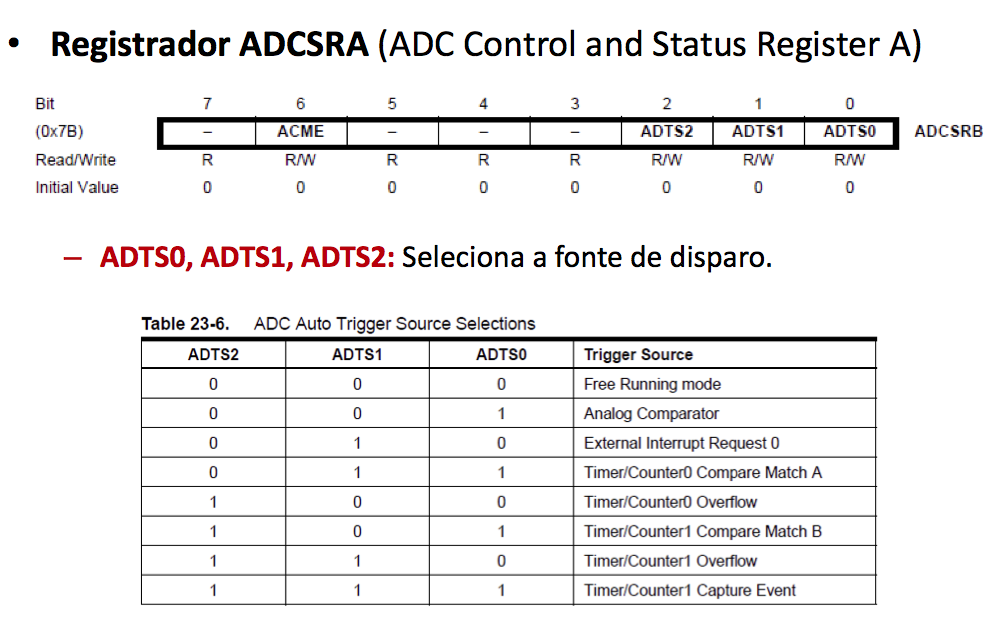 • Registrador ADCSRA (ADC Control and Status Register A)
Bit 7 6 5 4 3 2 1 0
(0x7B) – ACME – – – ADTS2 ADTS1 ADTS0 ADCSRB
Read/Write R R/W R R R R/W R/W R/W
Initial Value 0 0 0 0 0 0 0 0
– ADTS0, ADTS1, ADTS2: Seleciona a fonte de disparo.
Table 23-6. ADC Auto Trigger Source Selections
ADTS2 ADTS1 ADTS0 Trigger Source
0 0 0 Free Running mode
0 0 1 Analog Comparator
0 1 0 External Interrupt Request 0
0 1 1 Timer/Counter0 Compare Match A
1 0 0 Timer/Counter0 Overflow
1 0 1 Timer/Counter1 Compare Match B
1 1 0 Timer/Counter1 Overflow
1 1 1 Timer/Counter1 Capture Event